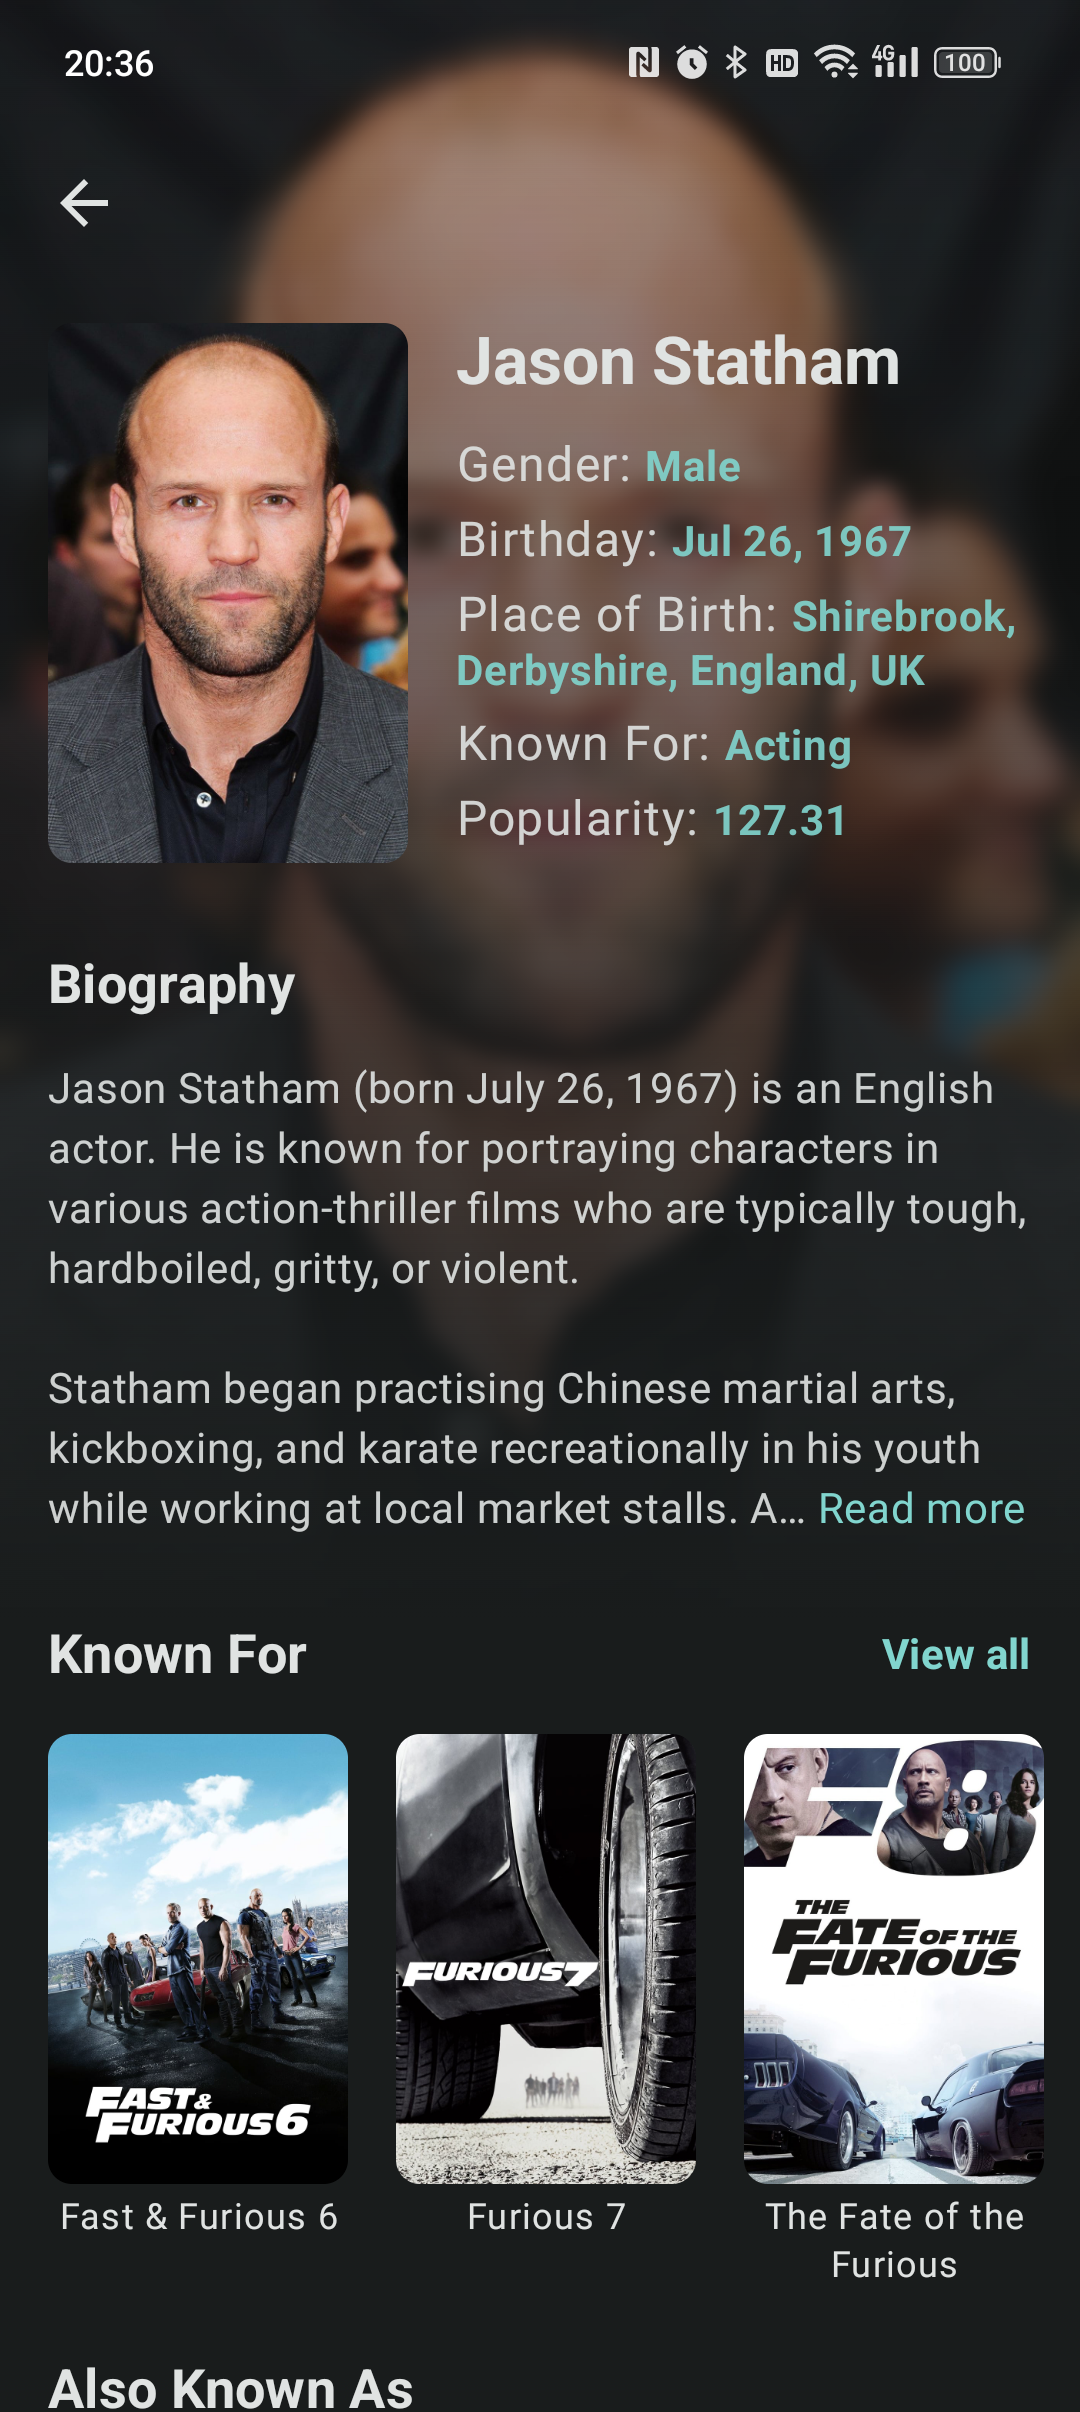 20:36
HD
4G
100
Jason Statham
Gender: Male
Birthday: Jul 26, 1967
Place of Birth: Shirebrook,
Derbyshire, England, UK
Known For: Acting
Popularity: 127.31
Biography
Jason Statham (born July 26, 1967) is an English
actor. He is known for portraying characters in
various action-thriller films who are typically tough,
hardboiled, gritty, or violent.
Statham began practising Chinese martial arts,
kickboxing, and karate recreationally in his youth
while working at local market stalls. A... Read more
Known For
View all
FAST &
FURIOUS 6
FURIOUS 7
F8
THE
FATE OF THE
FURIOUS
Fast & Furious 6
Furious 7
The Fate of the
Furious
Also Known As